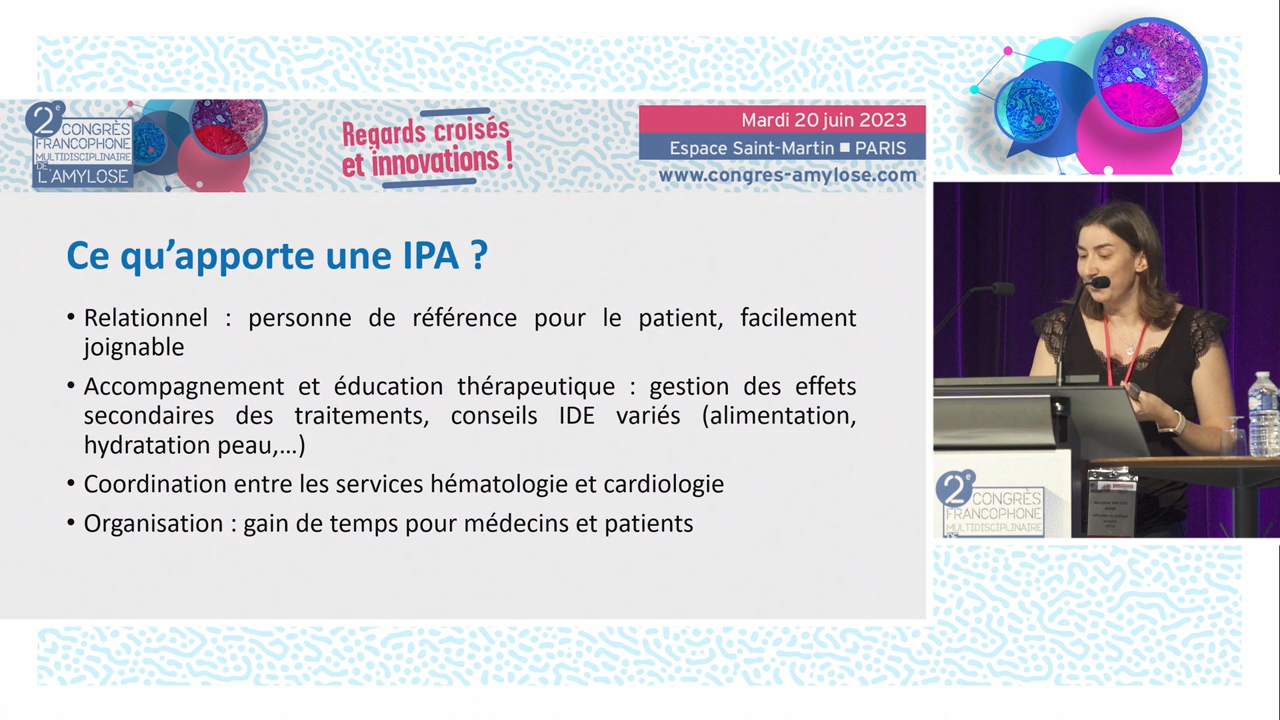 2e
CONGRÈS
FRANCOPHONE
MULTIDISCIPLINAIRE
DE
L'AMYLOSE
Regards croisés
et innovations !
Mardi 20 juin 2023
Espace Saint-Martin ■ PARIS
www.congres-amylose.com
Ce qu’apporte une IPA ?
• Relationnel : personne de référence pour le patient, facilement
joignable
• Accompagnement et éducation thérapeutique : gestion des effets
secondaires des traitements, conseils IDE variés (alimentation,
hydratation peau,...)
• Coordination entre les services hématologie et cardiologie
• Organisation : gain de temps pour médecins et patients
2e
CONGRÈS
FRANCOPHONE
MULTIDISCIPLINAIRE
DE